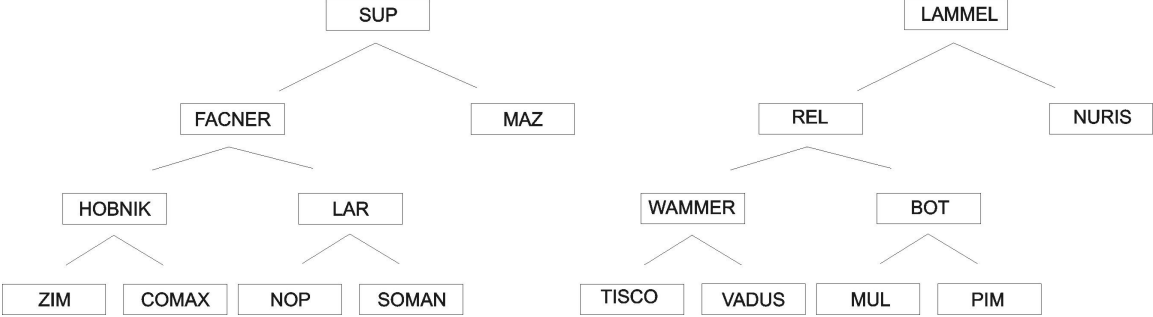 SUP
LAMMEL
FACNER
MAZ
REL
NURIS
HOBNIK
LAR
WAMMER
BOT
ZIM
COMAX
NOP
SOMAN
TISCO
VADUS
MUL
PIM